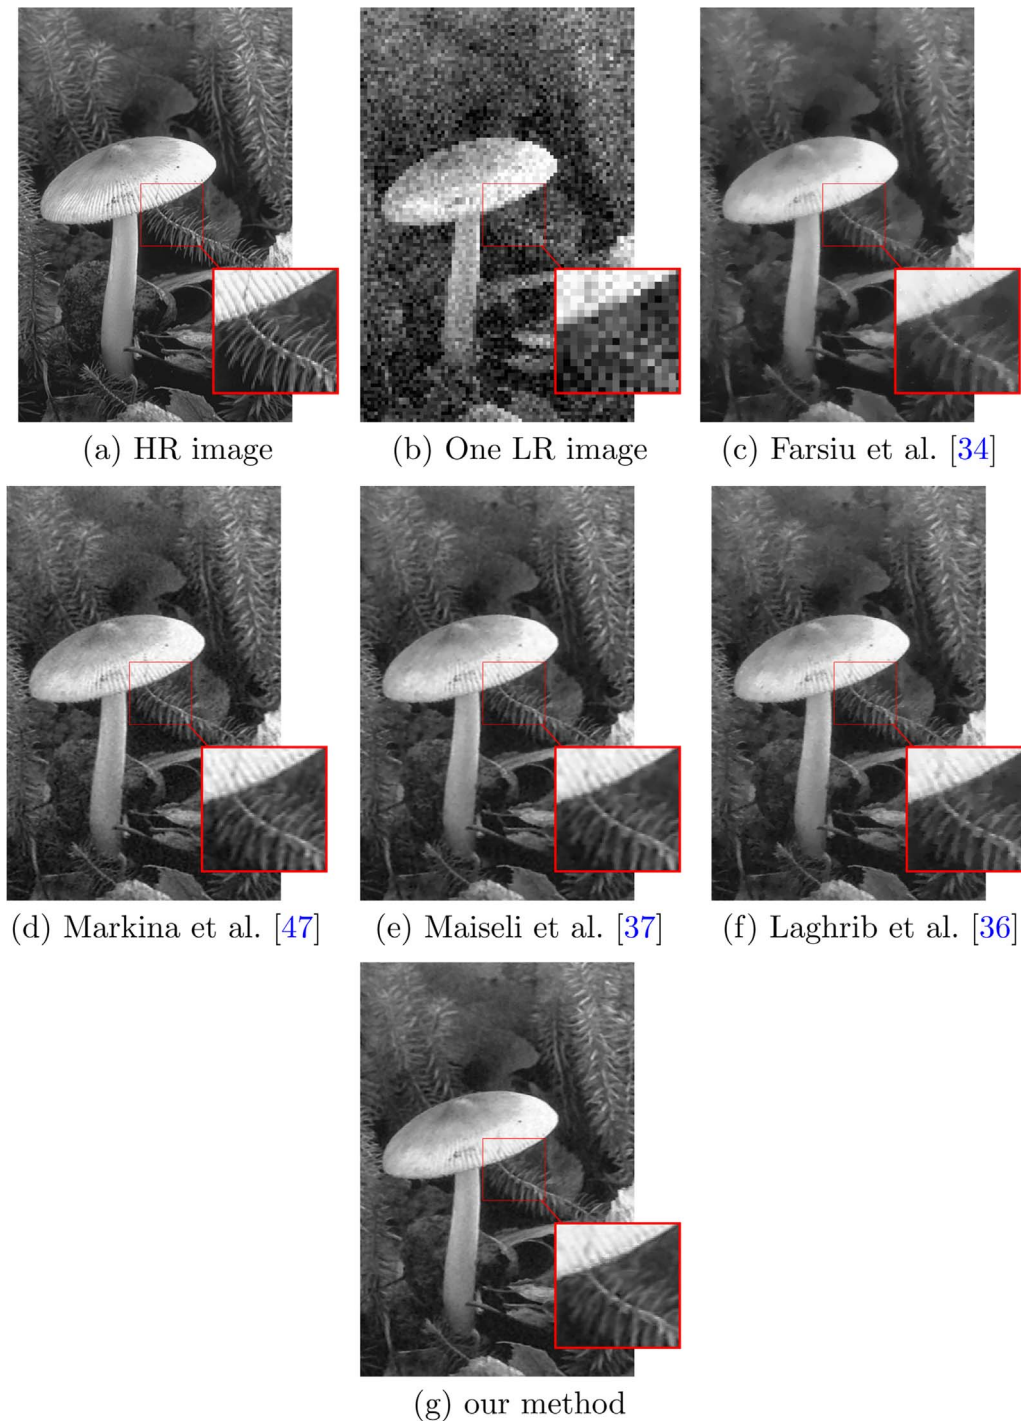 (a) HR image
(b) One LR image
(c) Farsiu et al. [34]
(d) Markina et al. [47]
(e) Maiseli et al. [37]
(f) Laghrib et al. [36]
(g) our method